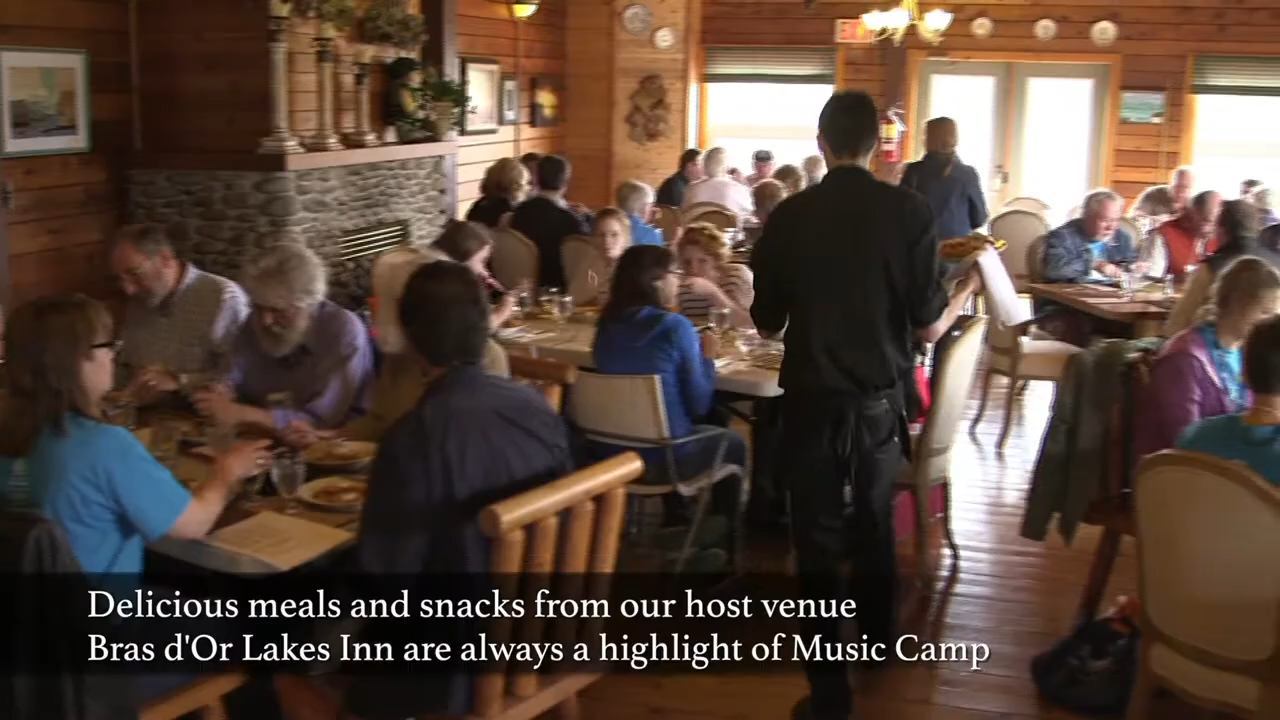 Delicious meals and snacks from our host venue
Bras d'Or Lakes Inn are always a highlight of Music Camp